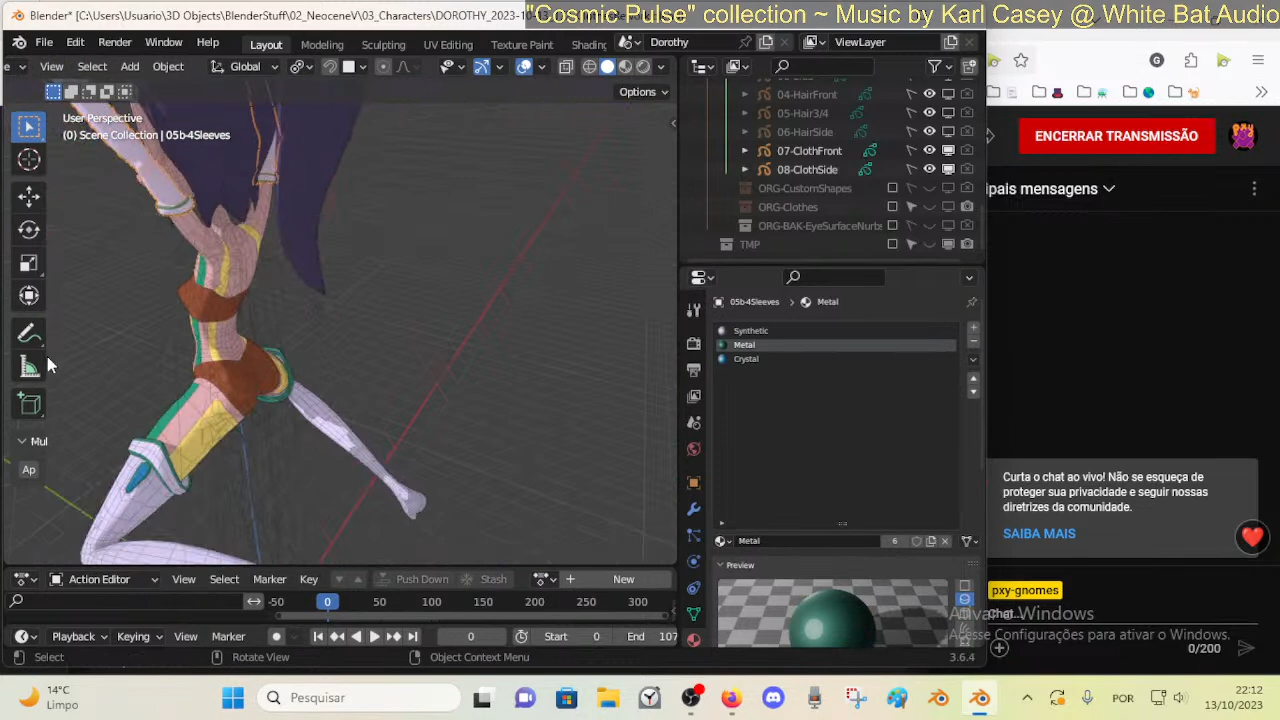 Blender* [C:\Users\Usuario\3D Objects\BlenderStuff\02_NeoceneV\03_Characters\DOROTHY_2023-10-
"Cosmic Pulse" collection ~ Music by Karl Casey @ White Bat Audio
File Edit Render Window Help Layout Modeling Sculpting UV Editing Texture Paint Shading Dorothy ViewLayer
View Select Add Object Global
Options
User Perspective
(0) Scene Collection | 05b4Sleeves
04-HairFront
05-Hair3/4
06-HairSide
07-ClothFront
08-ClothSide
ORG-CustomShapes
ORG-Clothes
ORG-BAK-EyeSurfaceNurbs
TMP
05b4Sleeves > Metal
Synthetic
Metal
Crystal
Metal 6
Preview
Mul
Ap
Action Editor View Select Marker Key Push Down Stash New
-50 0 50 100 150 200 250 300
Playback Keying View Marker 0 Start 0 End 107
Select Rotate View Object Context Menu 3.6.4
G
ENCERRAR TRANSMISSÃO
ipais mensagens
Curta o chat ao vivo! Não se esqueça de
proteger sua privacidade e seguir nossas
diretrizes da comunidade.
SAIBA MAIS
pxy-gnomes
Chat...
Ativar o Windows
Acesse Configurações para ativar o Windows.
0/200
14°C
Limpo
Pesquisar
POR
22:12
13/10/2023